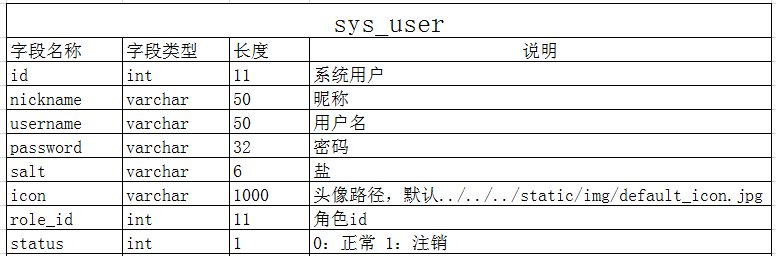 sys_user
字段名称 字段类型 长度 说明
id int 11 系统用户
nickname varchar 50 昵称
username varchar 50 用户名
password varchar 32 密码
salt varchar 6 盐
icon varchar 1000 头像路径，默认../../../static/img/default_icon.jpg
role_id int 11 角色id
status int 1 0：正常 1：注销